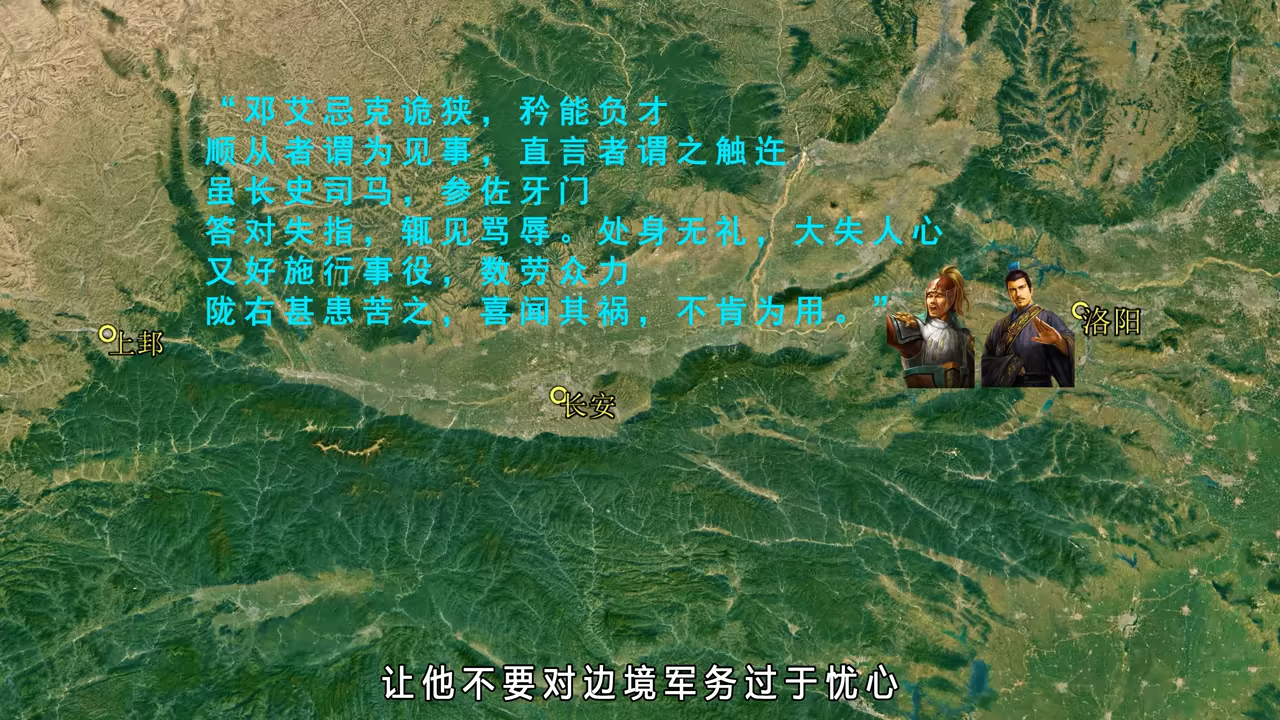 “邓艾忌克诡狭，矜能负才
顺从者谓为见事，直言者谓之触迕
虽长史司马，参佐牙门
答对失指，辄见骂辱。处身无礼，大失人心
又好施行事役，数劳众力
陇右甚患苦之，喜闻其祸，不肯为用。”
上邽
长安
洛阳
让他不要对边境军务过于忧心